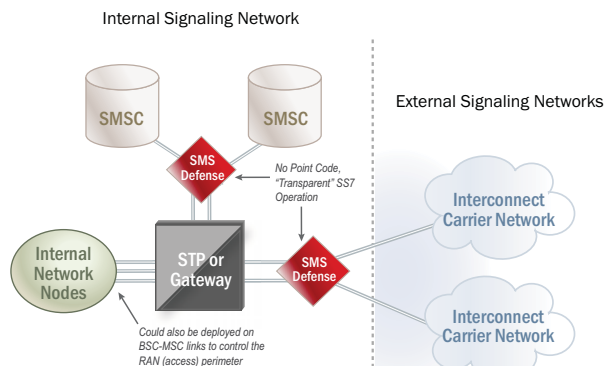 Internal Signaling Network
External Signaling Networks
SMSC
SMSC
SMS
Defense
No Point Code,
"Transparent" SS7
Operation
Interconnect
Carrier Network
Internal
Network
Nodes
STP or
Gateway
SMS
Defense
Interconnect
Carrier Network
Could also be deployed on
BSC-MSC links to control the
RAN (access) perimeter